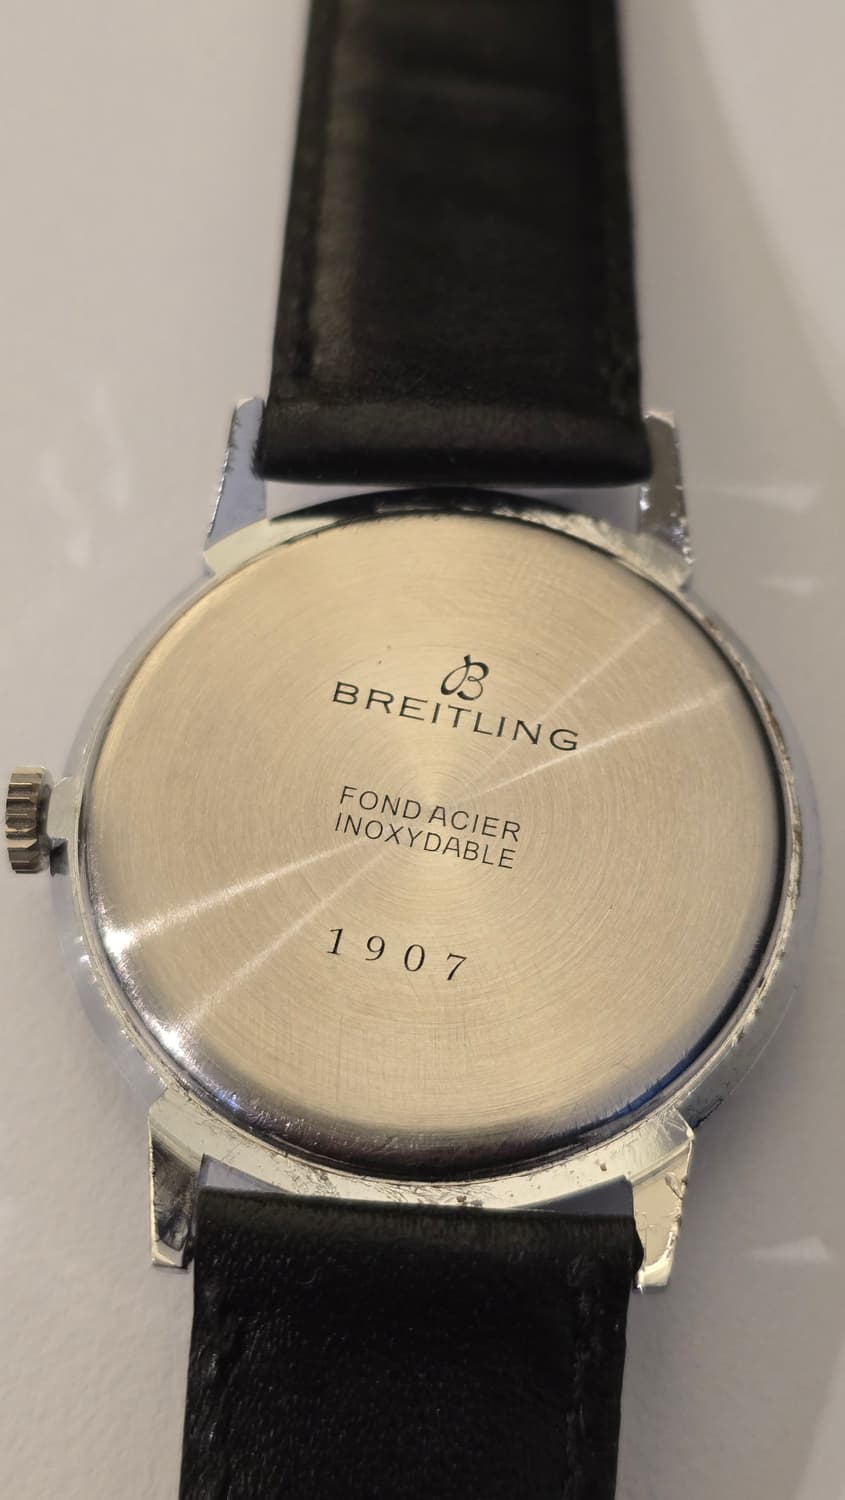 B
BREITLING
FOND ACIER
INOXYDABLE
1907